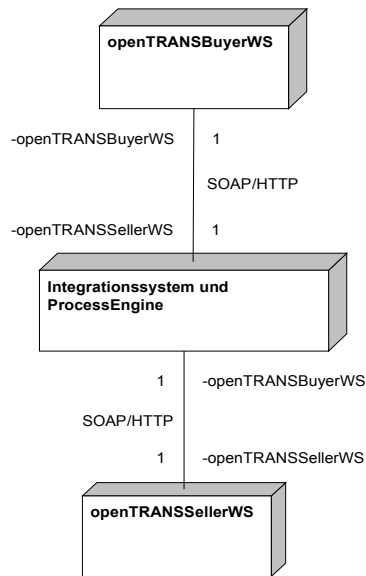 openTRANSBuyerWS
-openTRANSBuyerWS 1
SOAP/HTTP
-openTRANSSellerWS 1
Integrationssystem und
ProcessEngine
1 -openTRANSBuyerWS
SOAP/HTTP
1 -openTRANSSellerWS
openTRANSSellerWS